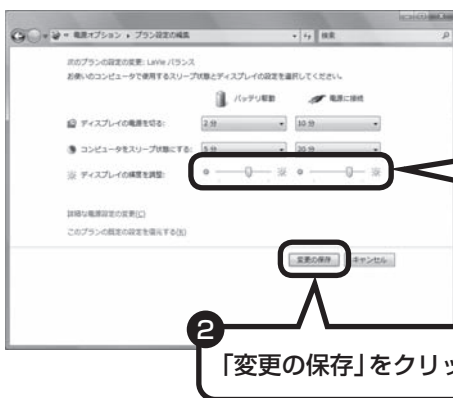 電源オプション ▸ プラン設定の編集
検索
次のプランの設定の変更: LaVie バランス
お使いのコンピュータで使用するスリープ状態とディスプレイの設定を選択してください。
バッテリ駆動 電源に接続
ディスプレイの電源を切る: 2 分 10 分
コンピュータをスリープ状態にする: 5 分 20 分
ディスプレイの輝度を調整:
詳細な電源設定の変更(C)
このプランの既定の設定を復元する(R)
変更の保存 キャンセル
2
「変更の保存」をクリッ